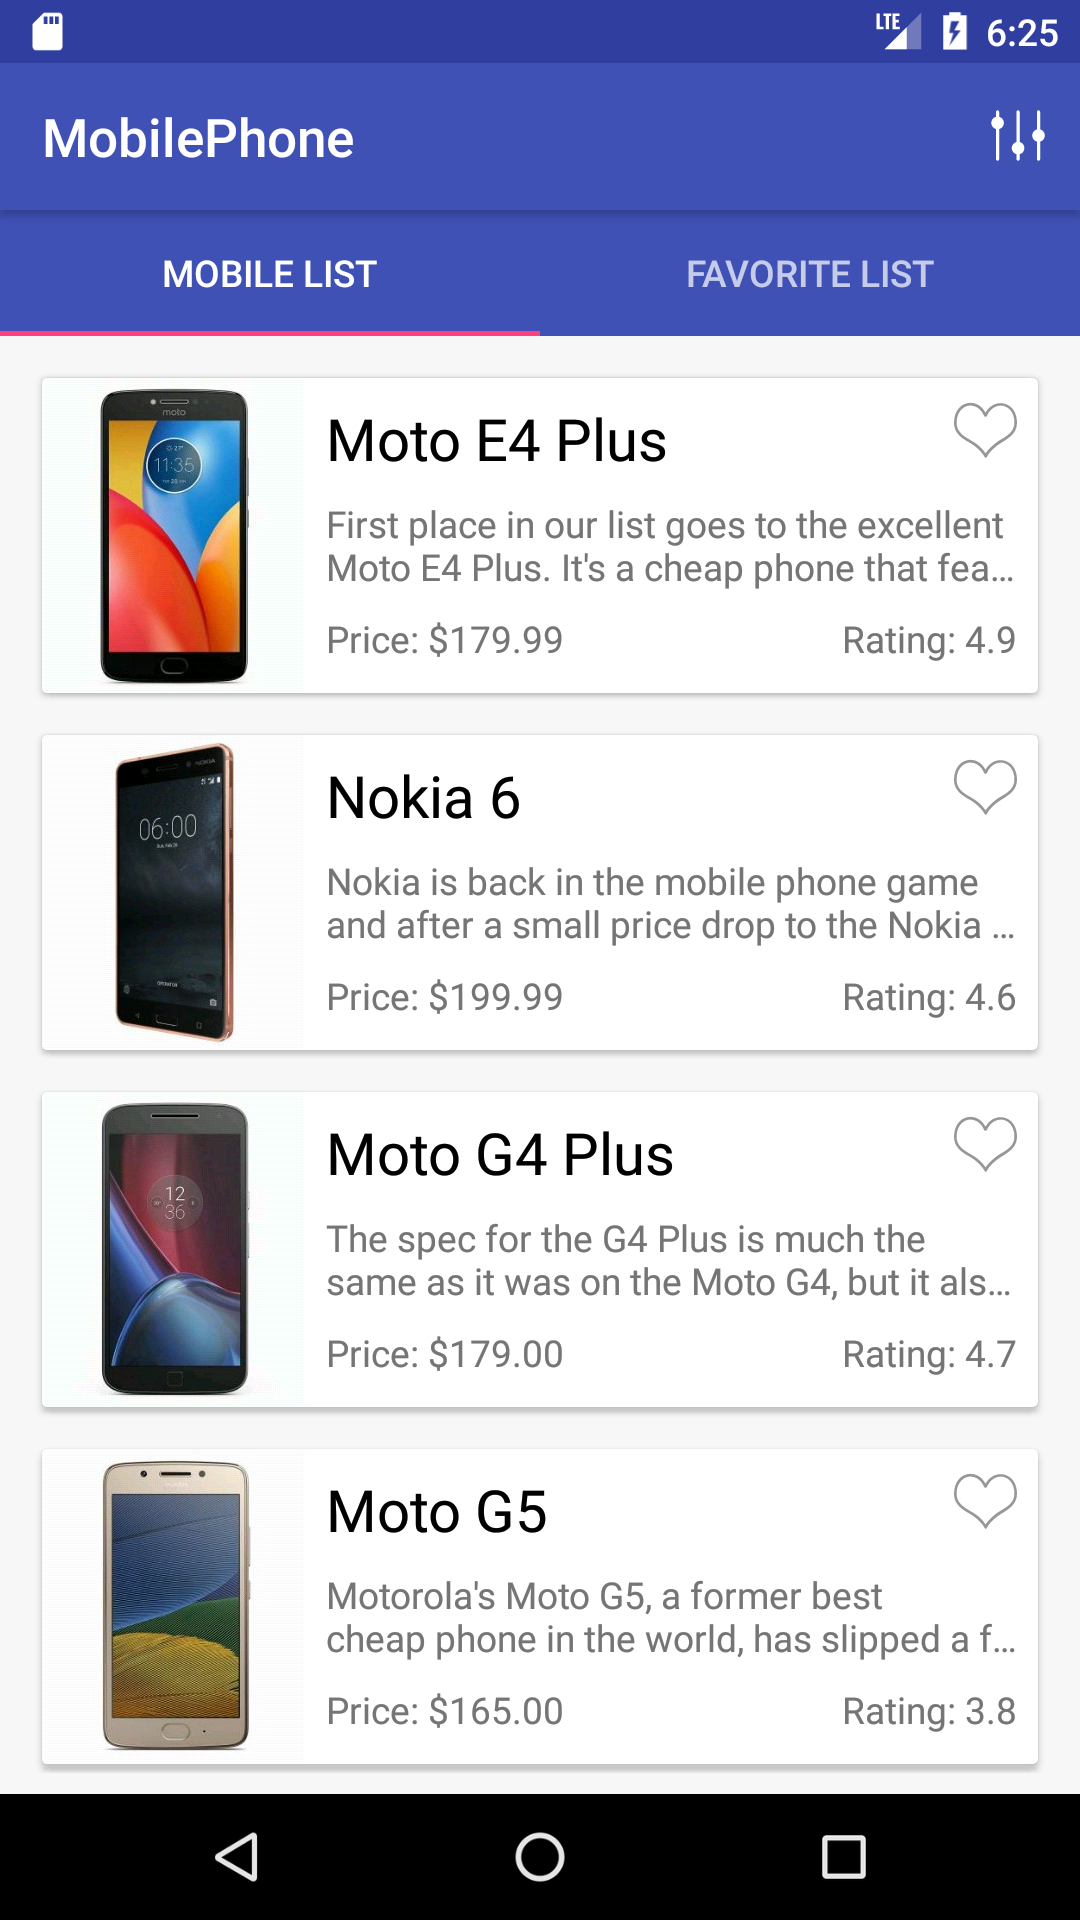 LTE 6:25
MobilePhone
MOBILE LIST FAVORITE LIST
moto
11:35
Moto E4 Plus
First place in our list goes to the excellent
Moto E4 Plus. It's a cheap phone that fea...
Price: $179.99 Rating: 4.9
NOKIA
06:00
Nokia 6
Nokia is back in the mobile phone game
and after a small price drop to the Nokia ...
Price: $199.99 Rating: 4.6
12
36
Moto G4 Plus
The spec for the G4 Plus is much the
same as it was on the Moto G4, but it als...
Price: $179.00 Rating: 4.7
Moto G5
Motorola's Moto G5, a former best
cheap phone in the world, has slipped a f...
Price: $165.00 Rating: 3.8